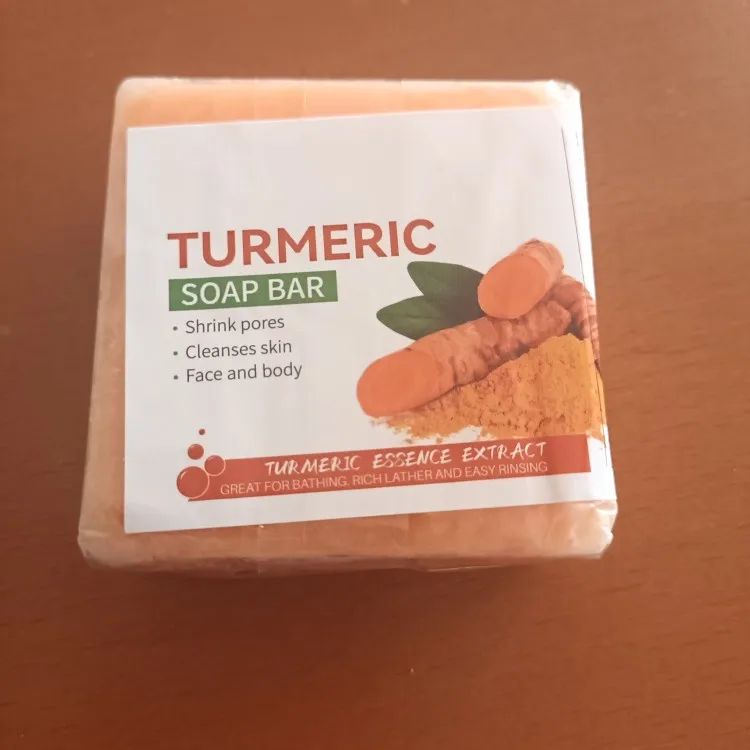 TURMERIC
SOAP BAR
• Shrink pores
• Cleanses skin
• Face and body
TURMERIC ESSENCE EXTRACT
GREAT FOR BATHING. RICH LATHER AND EASY RINSING